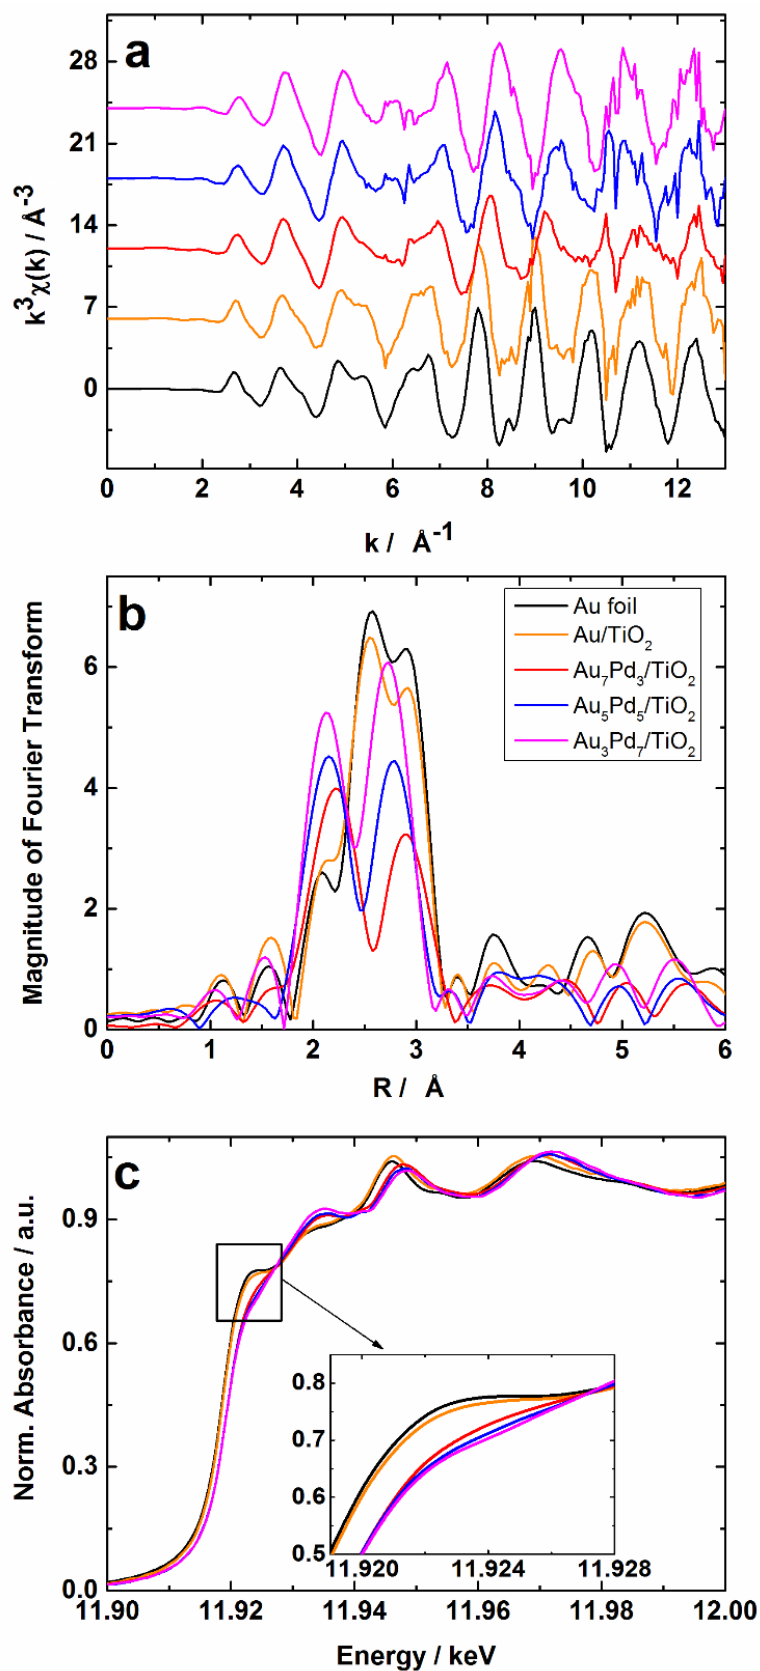 a
28
21
14
7
0
k³χ(k) / Å⁻³
0 2 4 6 8 10 12
k / Å⁻¹
b
Au foil
Au/TiO₂
Au₇Pd₃/TiO₂
Au₅Pd₅/TiO₂
Au₃Pd₇/TiO₂
6
4
2
0
Magnitude of Fourier Transform
0 1 2 3 4 5 6
R / Å
c
0.9
0.6
0.3
0.0
Norm. Absorbance / a.u.
0.8
0.7
0.6
0.5
11.920 11.924 11.928
11.90 11.92 11.94 11.96 11.98 12.00
Energy / keV